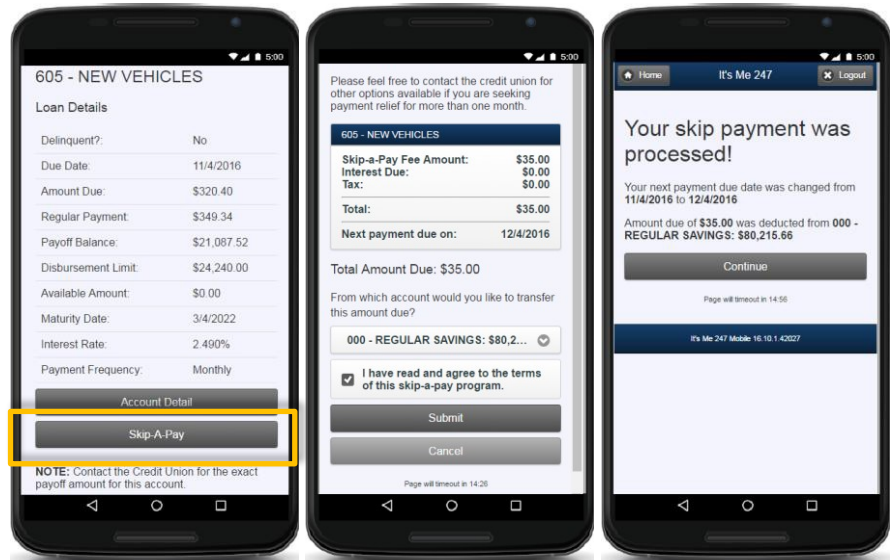 5:00
605 - NEW VEHICLES
Loan Details
Delinquent?: No
Due Date: 11/4/2016
Amount Due: $320.40
Regular Payment: $349.34
Payoff Balance: $21,087.52
Disbursement Limit: $24,240.00
Available Amount: $0.00
Maturity Date: 3/4/2022
Interest Rate: 2.490%
Payment Frequency: Monthly
Account Detail
Skip-A-Pay
NOTE: Contact the Credit Union for the exact
payoff amount for this account.
5:00
Please feel free to contact the credit union for
other options available if you are seeking
payment relief for more than one month.
605 - NEW VEHICLES
Skip-a-Pay Fee Amount: $35.00
Interest Due: $0.00
Tax: $0.00
Total: $35.00
Next payment due on: 12/4/2016
Total Amount Due: $35.00
From which account would you like to transfer
this amount due?
000 - REGULAR SAVINGS: $80,2...
I have read and agree to the terms
of this skip-a-pay program.
Submit
Cancel
Page will timeout in 14:26
5:00
Home It's Me 247 Logout
Your skip payment was
processed!
Your next payment due date was changed from
11/4/2016 to 12/4/2016
Amount due of $35.00 was deducted from 000 -
REGULAR SAVINGS: $80,215.66
Continue
Page will timeout in 14:56
It's Me 247 Mobile 16.10.1.42027